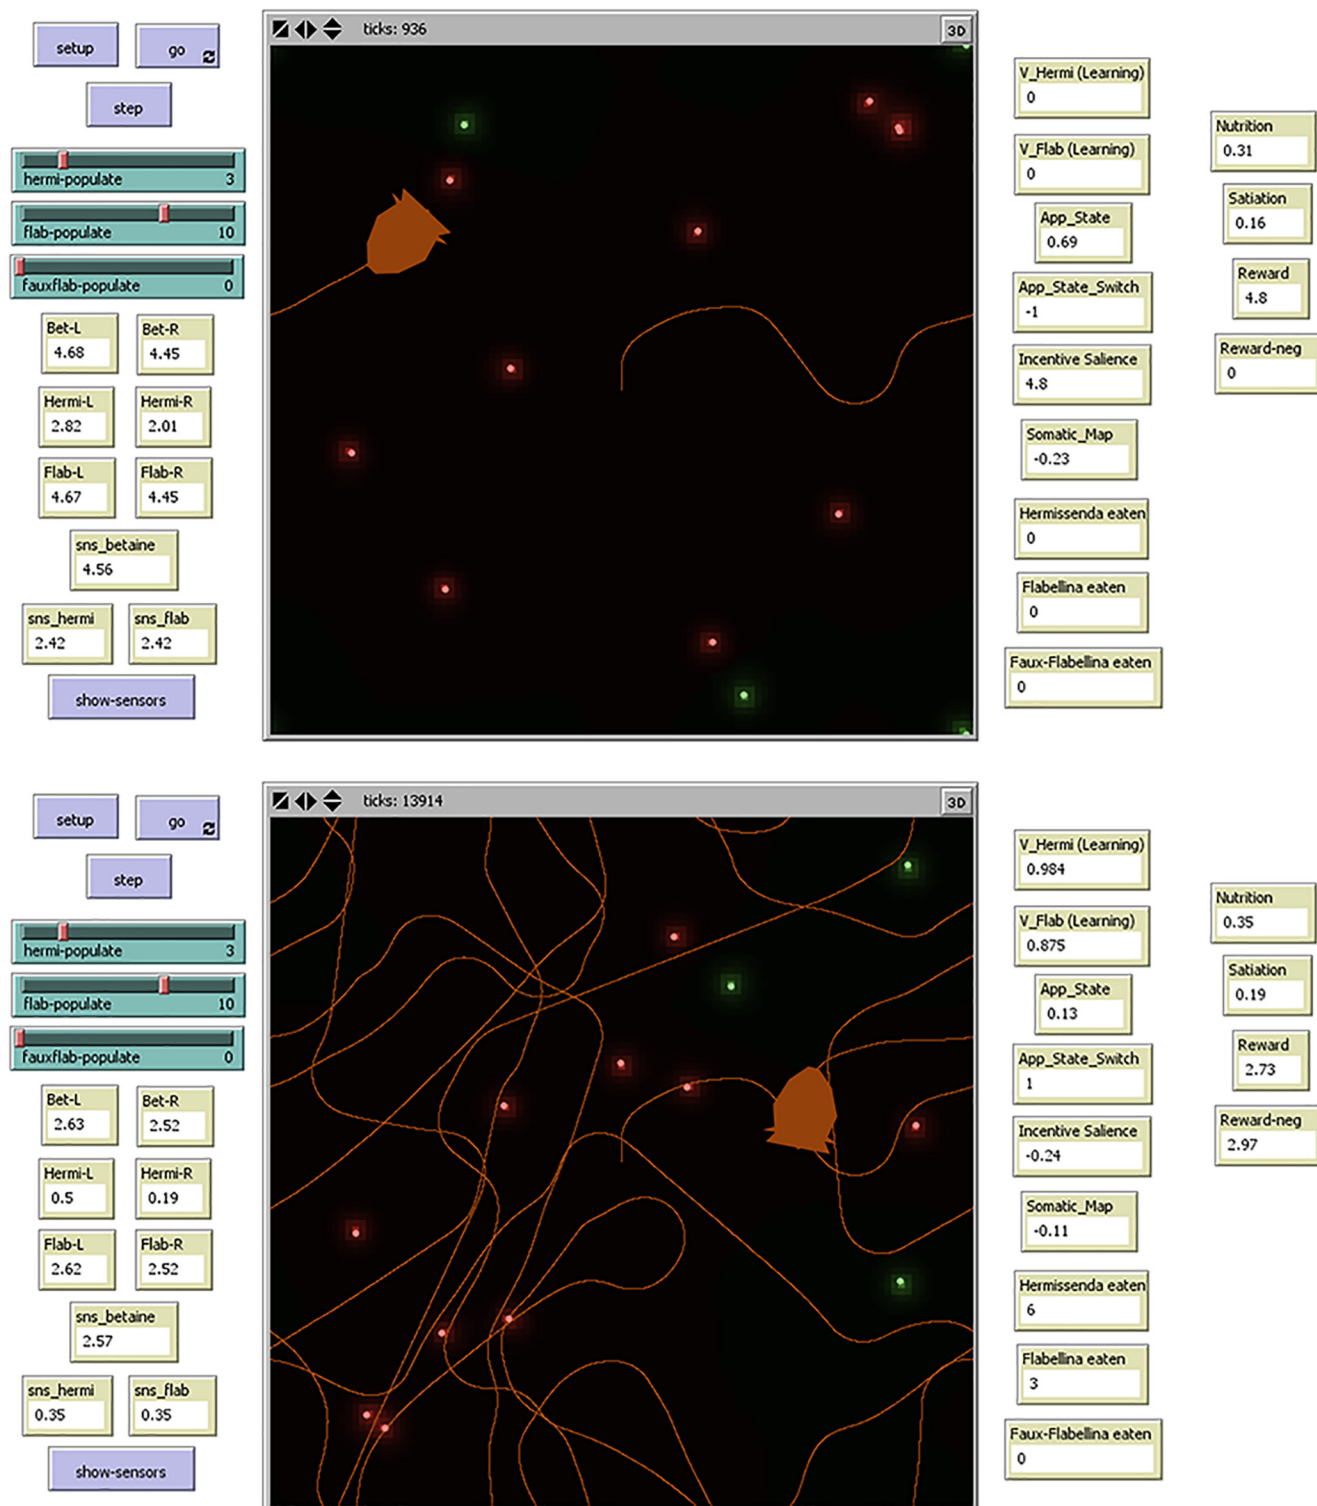 setup
go
step
hermi-populate 3
flab-populate 10
fauxflab-populate 0
Bet-L
4.68
Bet-R
4.45
Hermi-L
2.82
Hermi-R
2.01
Flab-L
4.67
Flab-R
4.45
sns_betaine
4.56
sns_hermi
2.42
sns_flab
2.42
show-sensors
ticks: 936
3D
V_Hermi (Learning)
0
V_Flab (Learning)
0
App_State
0.69
App_State_Switch
-1
Incentive Salience
4.8
Somatic_Map
-0.23
Hermissenda eaten
0
Flabellina eaten
0
Faux-Flabellina eaten
0
Nutrition
0.31
Satiation
0.16
Reward
4.8
Reward-neg
0
setup
go
step
hermi-populate 3
flab-populate 10
fauxflab-populate 0
Bet-L
2.63
Bet-R
2.52
Hermi-L
0.5
Hermi-R
0.19
Flab-L
2.62
Flab-R
2.52
sns_betaine
2.57
sns_hermi
0.35
sns_flab
0.35
show-sensors
ticks: 13914
3D
V_Hermi (Learning)
0.984
V_Flab (Learning)
0.875
App_State
0.13
App_State_Switch
1
Incentive Salience
-0.24
Somatic_Map
-0.11
Hermissenda eaten
6
Flabellina eaten
3
Faux-Flabellina eaten
0
Nutrition
0.35
Satiation
0.19
Reward
2.73
Reward-neg
2.97